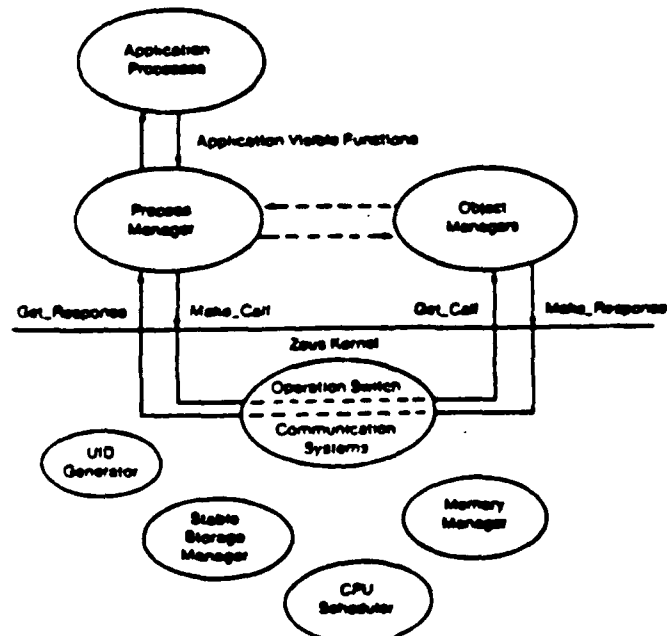 Application
Processes
Application Visible Functions
Process
Manager
Object
Managers
Get_Response
Make_Call
Get_Call
Make_Response
Zeus Kernel
Operation Switch
Communication
Systems
UID
Generator
Stable
Storage
Manager
Memory
Manager
CPU
Scheduler